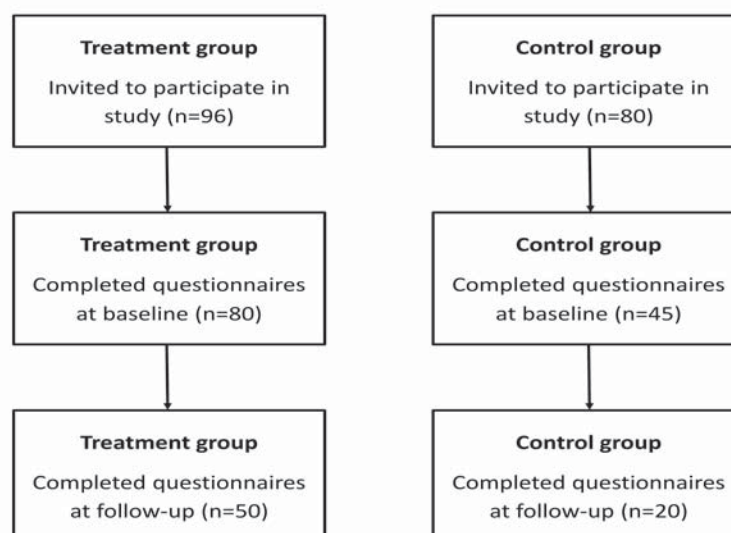 Treatment group
Invited to participate in
study (n=96)
Control group
Invited to participate in
study (n=80)
Treatment group
Completed questionnaires
at baseline (n=80)
Control group
Completed questionnaires
at baseline (n=45)
Treatment group
Completed questionnaires
at follow-up (n=50)
Control group
Completed questionnaires
at follow-up (n=20)